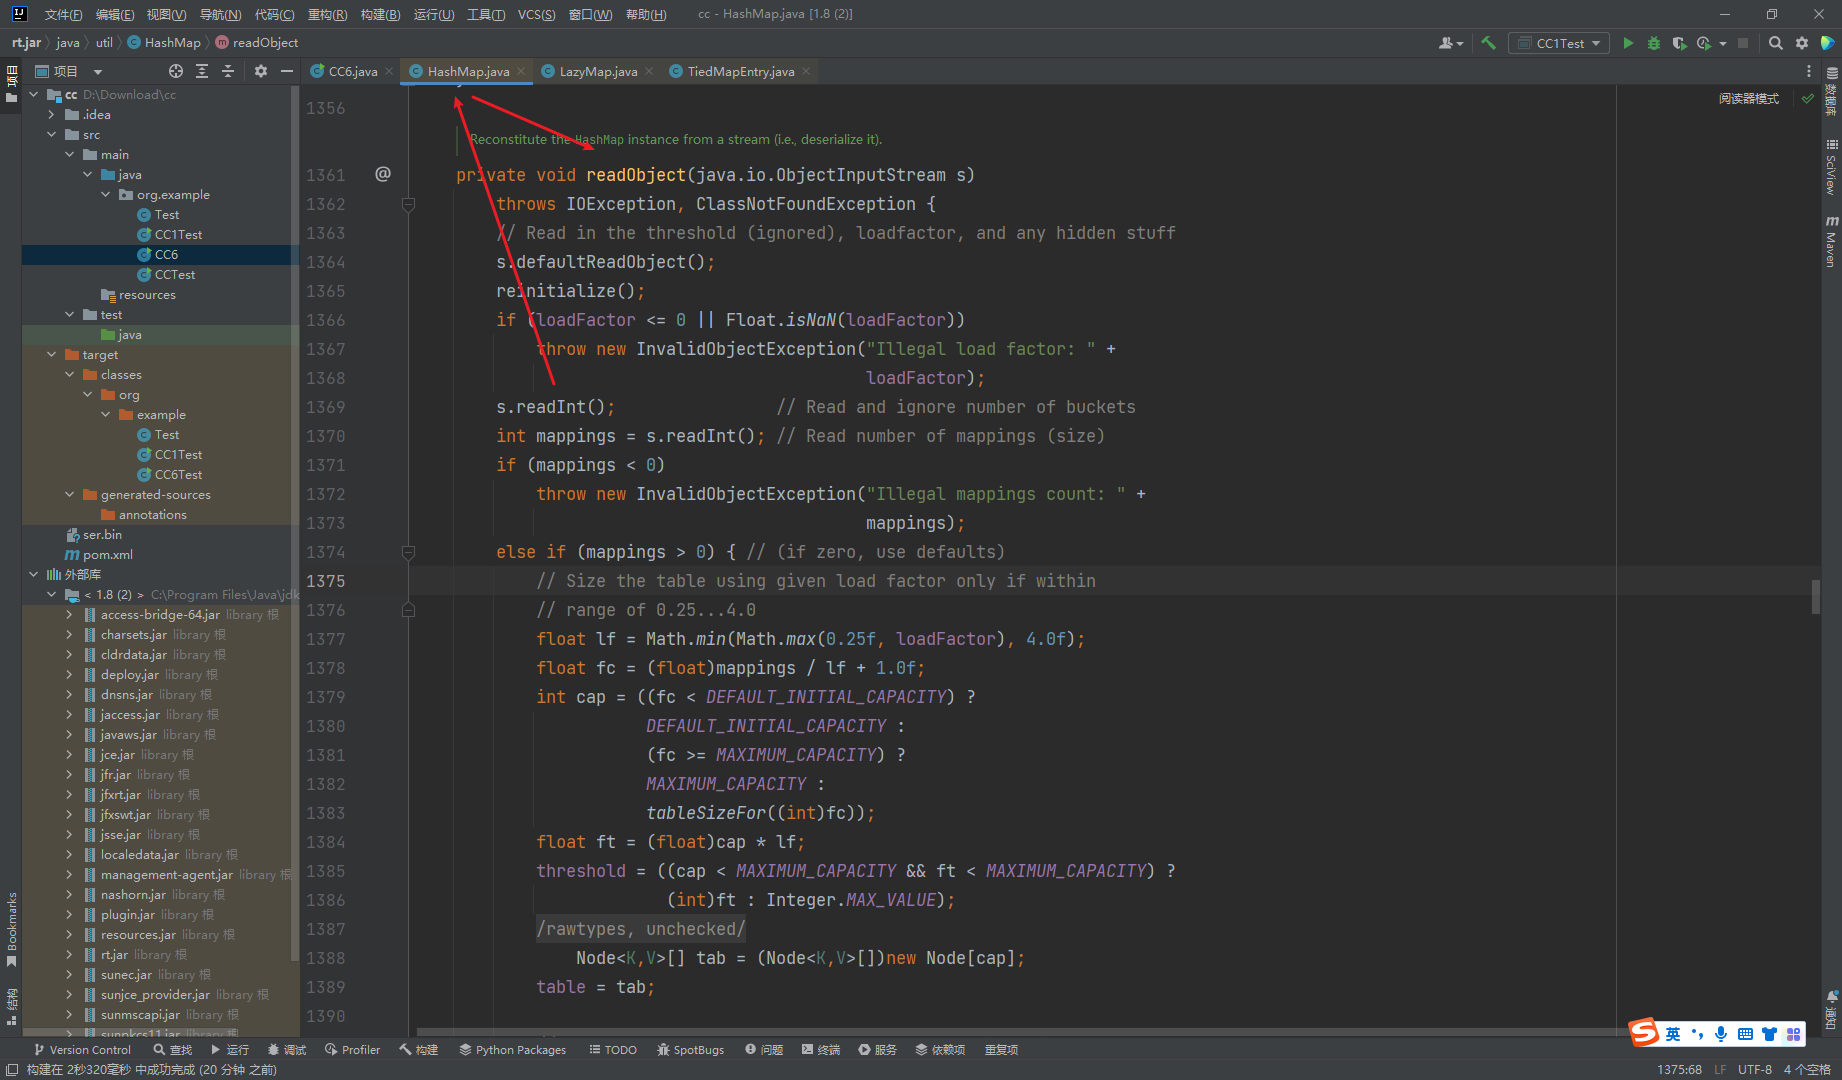 文件(F) 编辑(E) 视图(V) 导航(N) 代码(C) 重构(R) 构建(B) 运行(U) 工具(T) VCS(S) 窗口(W) 帮助(H) cc - HashMap.java [1.8 (2)]
rt.jar java util HashMap readObject
CC1Test
项目
项目
CC6.java HashMap.java LazyMap.java TiedMapEntry.java
cc D:\Download\cc
.idea
src
main
java
org.example
Test
CC1Test
CC6
CCTest
resources
test
java
target
classes
org
example
Test
CC1Test
CC6Test
generated-sources
annotations
ser.bin
pom.xml
外部库
< 1.8 (2) > C:\Program Files\Java\jdk
access-bridge-64.jar library 根
charsets.jar library 根
cldrdata.jar library 根
deploy.jar library 根
dnsns.jar library 根
jaccess.jar library 根
javaws.jar library 根
jce.jar library 根
jfr.jar library 根
jfxrt.jar library 根
jfxswt.jar library 根
jsse.jar library 根
localedata.jar library 根
management-agent.jar library 根
nashorn.jar library 根
plugin.jar library 根
resources.jar library 根
rt.jar library 根
sunec.jar library 根
sunjce_provider.jar library 根
sunmscapi.jar library 根
sunpkcs11.jar library 根
阅读器模式
1356
Reconstitute the HashMap instance from a stream (i.e., deserialize it).
1361 @ private void readObject(java.io.ObjectInputStream s)
1362 throws IOException, ClassNotFoundException {
1363 // Read in the threshold (ignored), loadfactor, and any hidden stuff
1364 s.defaultReadObject();
1365 reinitialize();
1366 if (loadFactor <= 0 || Float.isNaN(loadFactor))
1367 throw new InvalidObjectException("Illegal load factor: " +
1368 loadFactor);
1369 s.readInt(); // Read and ignore number of buckets
1370 int mappings = s.readInt(); // Read number of mappings (size)
1371 if (mappings < 0)
1372 throw new InvalidObjectException("Illegal mappings count: " +
1373 mappings);
1374 else if (mappings > 0) { // (if zero, use defaults)
1375 // Size the table using given load factor only if within
1376 // range of 0.25...4.0
1377 float lf = Math.min(Math.max(0.25f, loadFactor), 4.0f);
1378 float fc = (float)mappings / lf + 1.0f;
1379 int cap = ((fc < DEFAULT_INITIAL_CAPACITY) ?
1380 DEFAULT_INITIAL_CAPACITY :
1381 (fc >= MAXIMUM_CAPACITY) ?
1382 MAXIMUM_CAPACITY :
1383 tableSizeFor((int)fc));
1384 float ft = (float)cap * lf;
1385 threshold = ((cap < MAXIMUM_CAPACITY && ft < MAXIMUM_CAPACITY) ?
1386 (int)ft : Integer.MAX_VALUE);
1387 /rawtypes, unchecked/
1388 Node<K,V>[] tab = (Node<K,V>[])new Node[cap];
1389 table = tab;
1390
数据库
SciView
Maven
通知
Bookmarks
结构
英
Version Control 查找 运行 调试 Profiler 构建 Python Packages TODO SpotBugs 问题 终端 服务 依赖项 重复项
构建在 2秒320毫秒 中成功完成 (20 分钟 之前) 1375:68 LF UTF-8 4 个空格